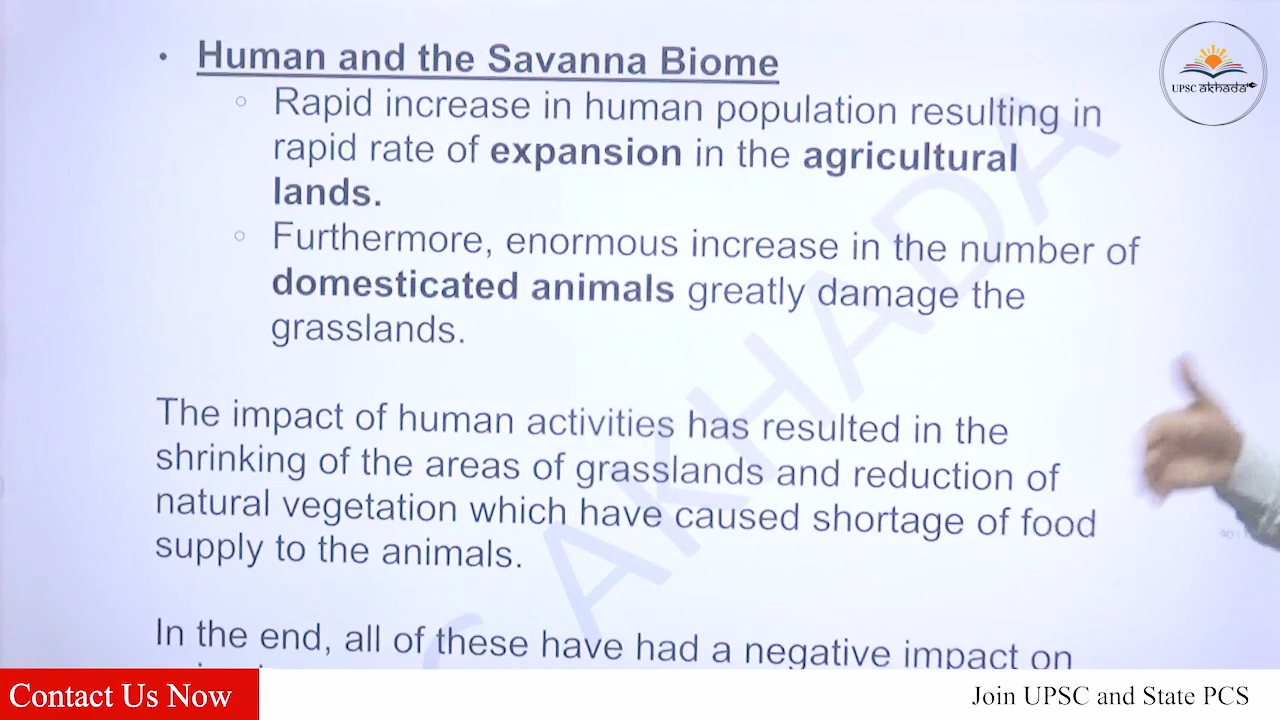 • Human and the Savanna Biome
○ Rapid increase in human population resulting in
rapid rate of expansion in the agricultural
lands.
○ Furthermore, enormous increase in the number of
domesticated animals greatly damage the
grasslands.
The impact of human activities has resulted in the
shrinking of the areas of grasslands and reduction of
natural vegetation which have caused shortage of food
supply to the animals.
In the end, all of these have had a negative impact on
UPSC akhada
AKHADA
Contact Us Now
Join UPSC and State PCS